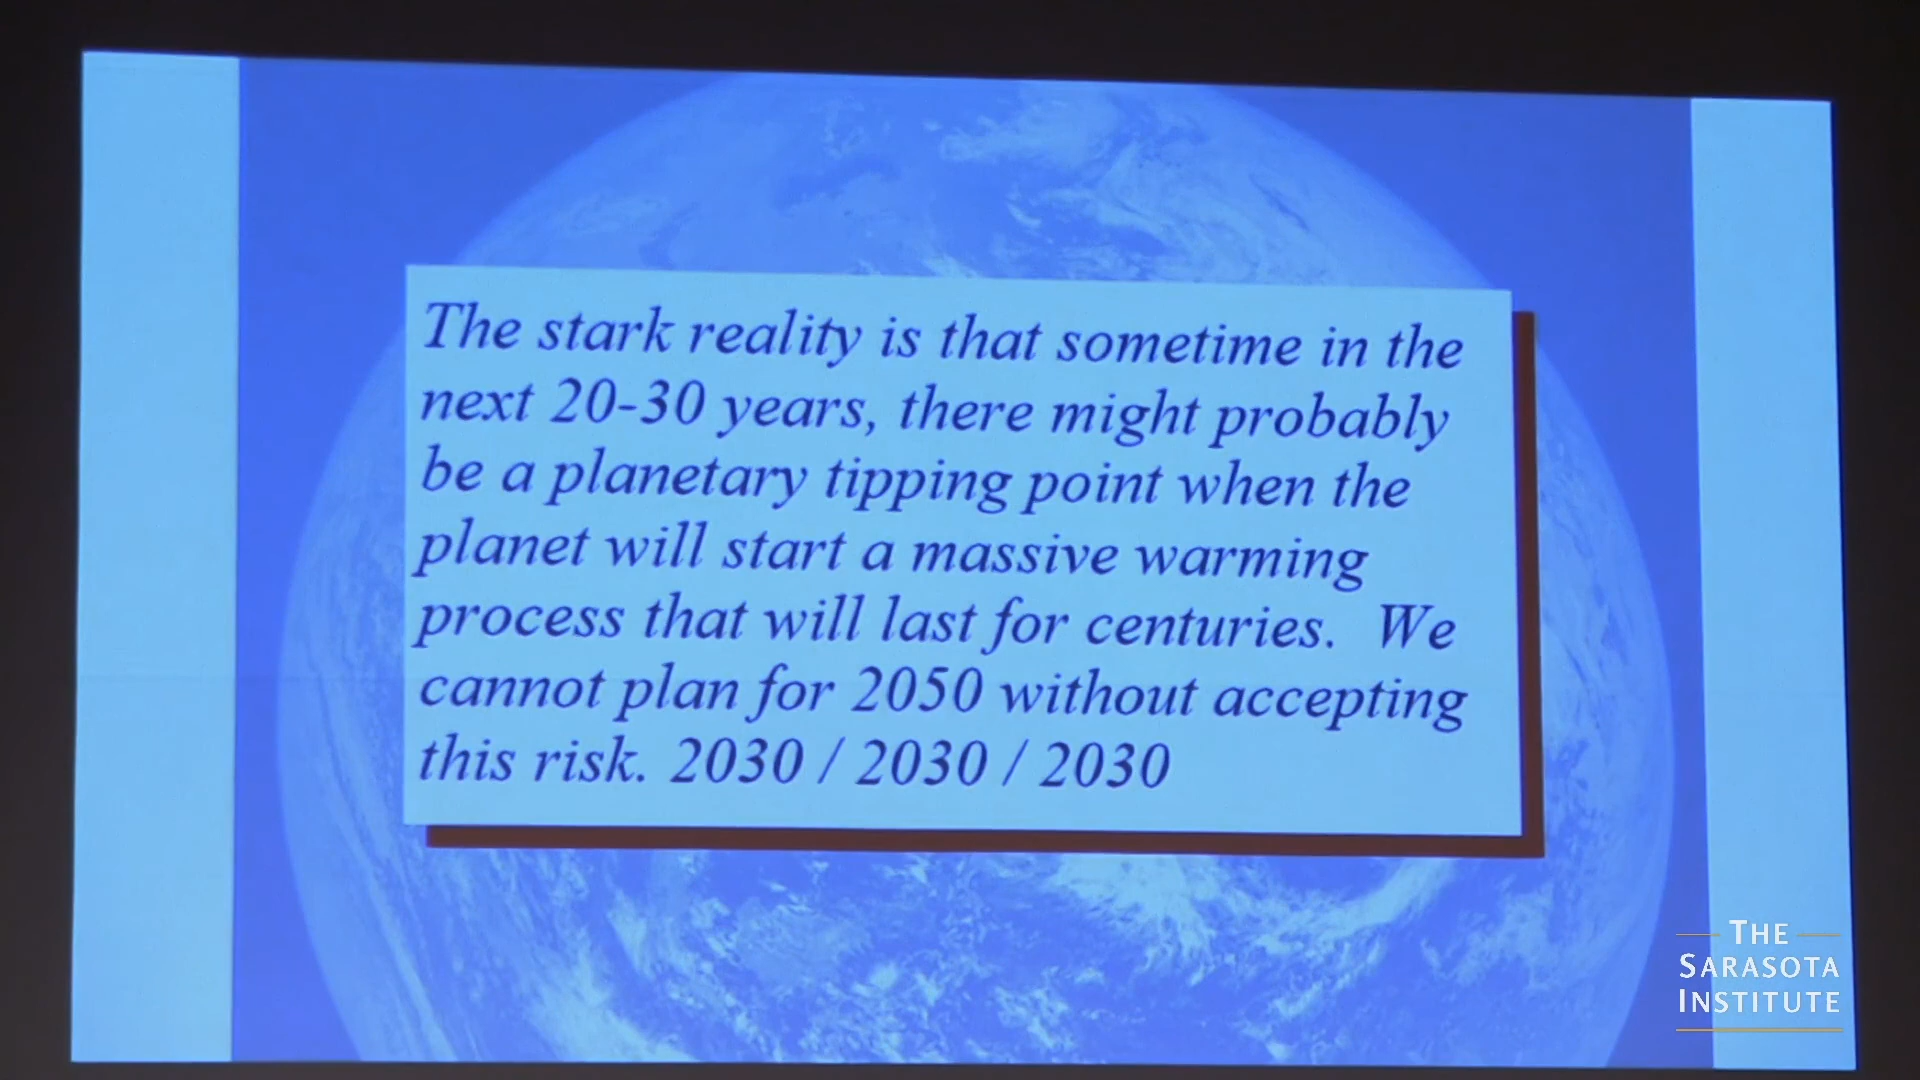 The stark reality is that sometime in the
next 20-30 years, there might probably
be a planetary tipping point when the
planet will start a massive warming
process that will last for centuries. We
cannot plan for 2050 without accepting
this risk. 2030 / 2030 / 2030
THE
SARASOTA
INSTITUTE